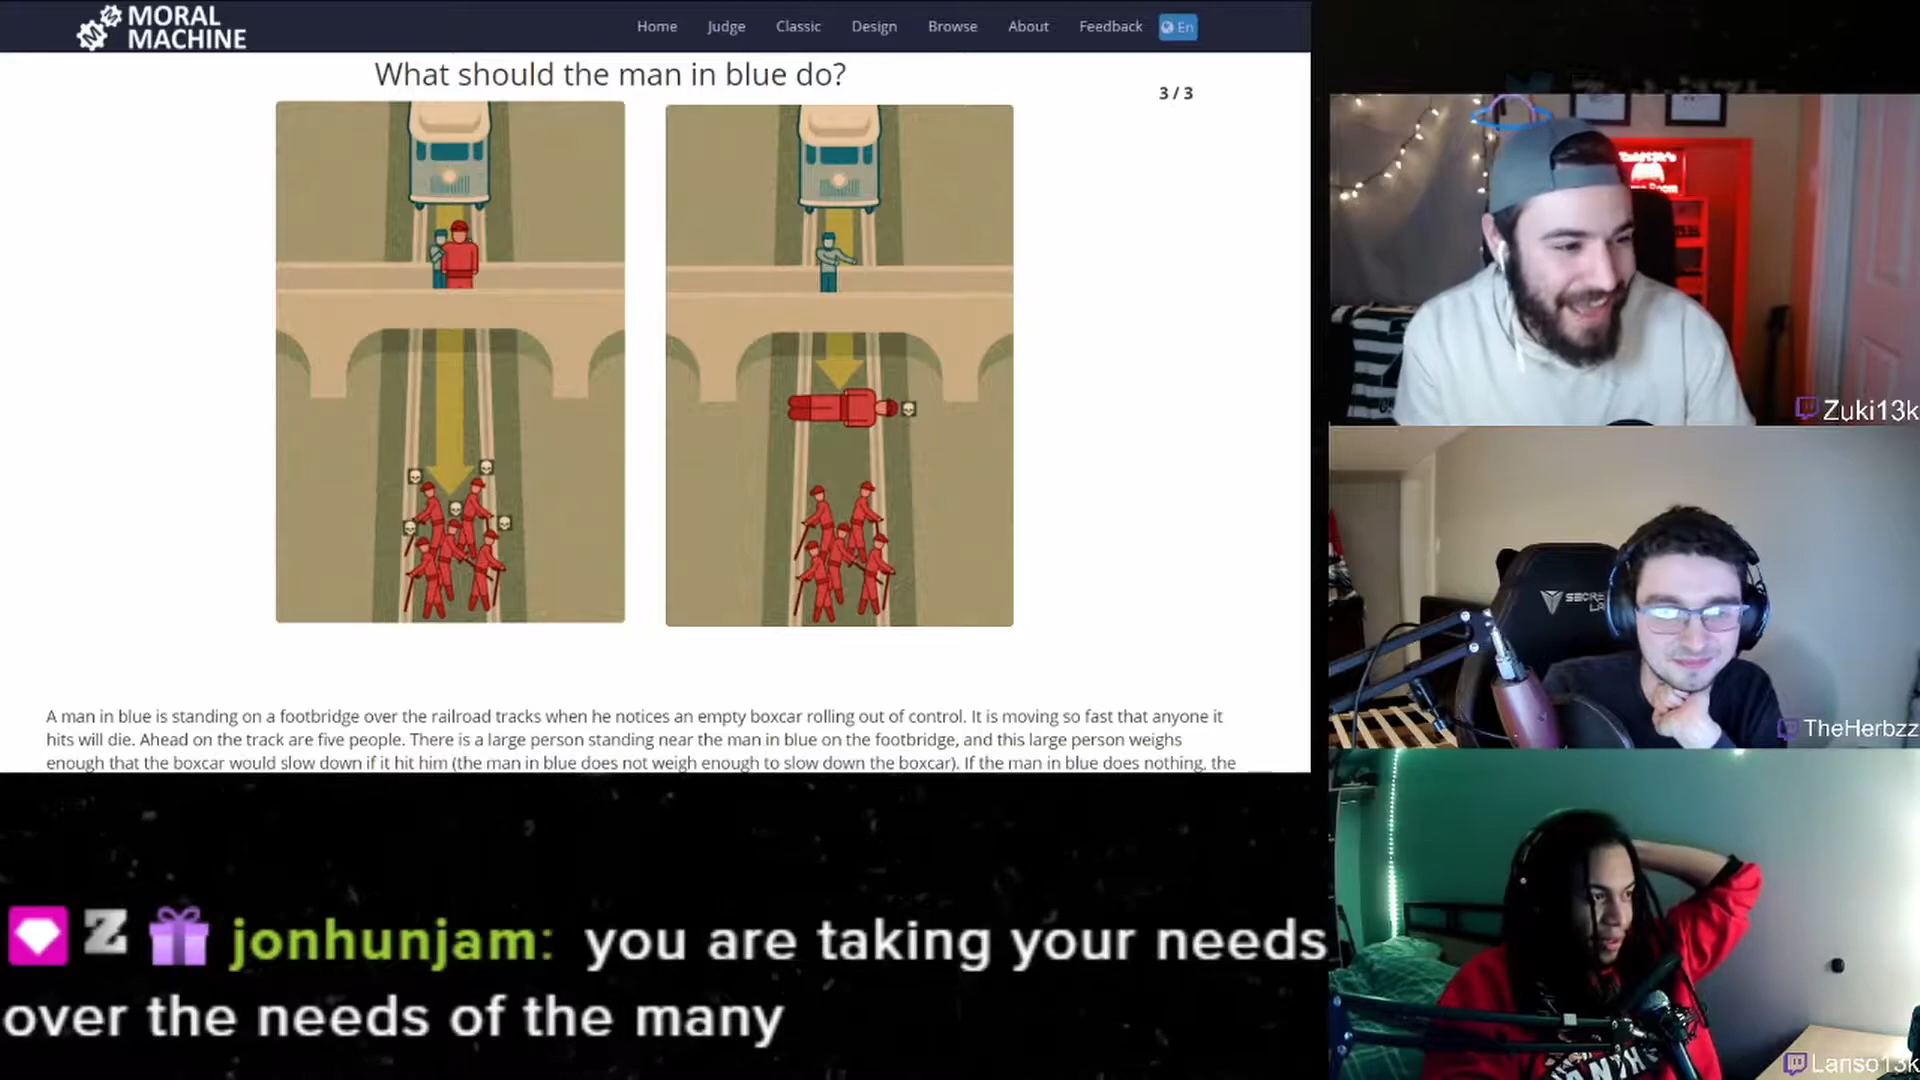 MORAL
MACHINE
Home Judge Classic Design Browse About Feedback En
What should the man in blue do?
3 / 3
A man in blue is standing on a footbridge over the railroad tracks when he notices an empty boxcar rolling out of control. It is moving so fast that anyone it
hits will die. Ahead on the track are five people. There is a large person standing near the man in blue on the footbridge, and this large person weighs
enough that the boxcar would slow down if it hit him (the man in blue does not weigh enough to slow down the boxcar). If the man in blue does nothing, the
Z jonhunjam: you are taking your needs
over the needs of the many
Zuki13k
TheHerbzz
Lanso13k